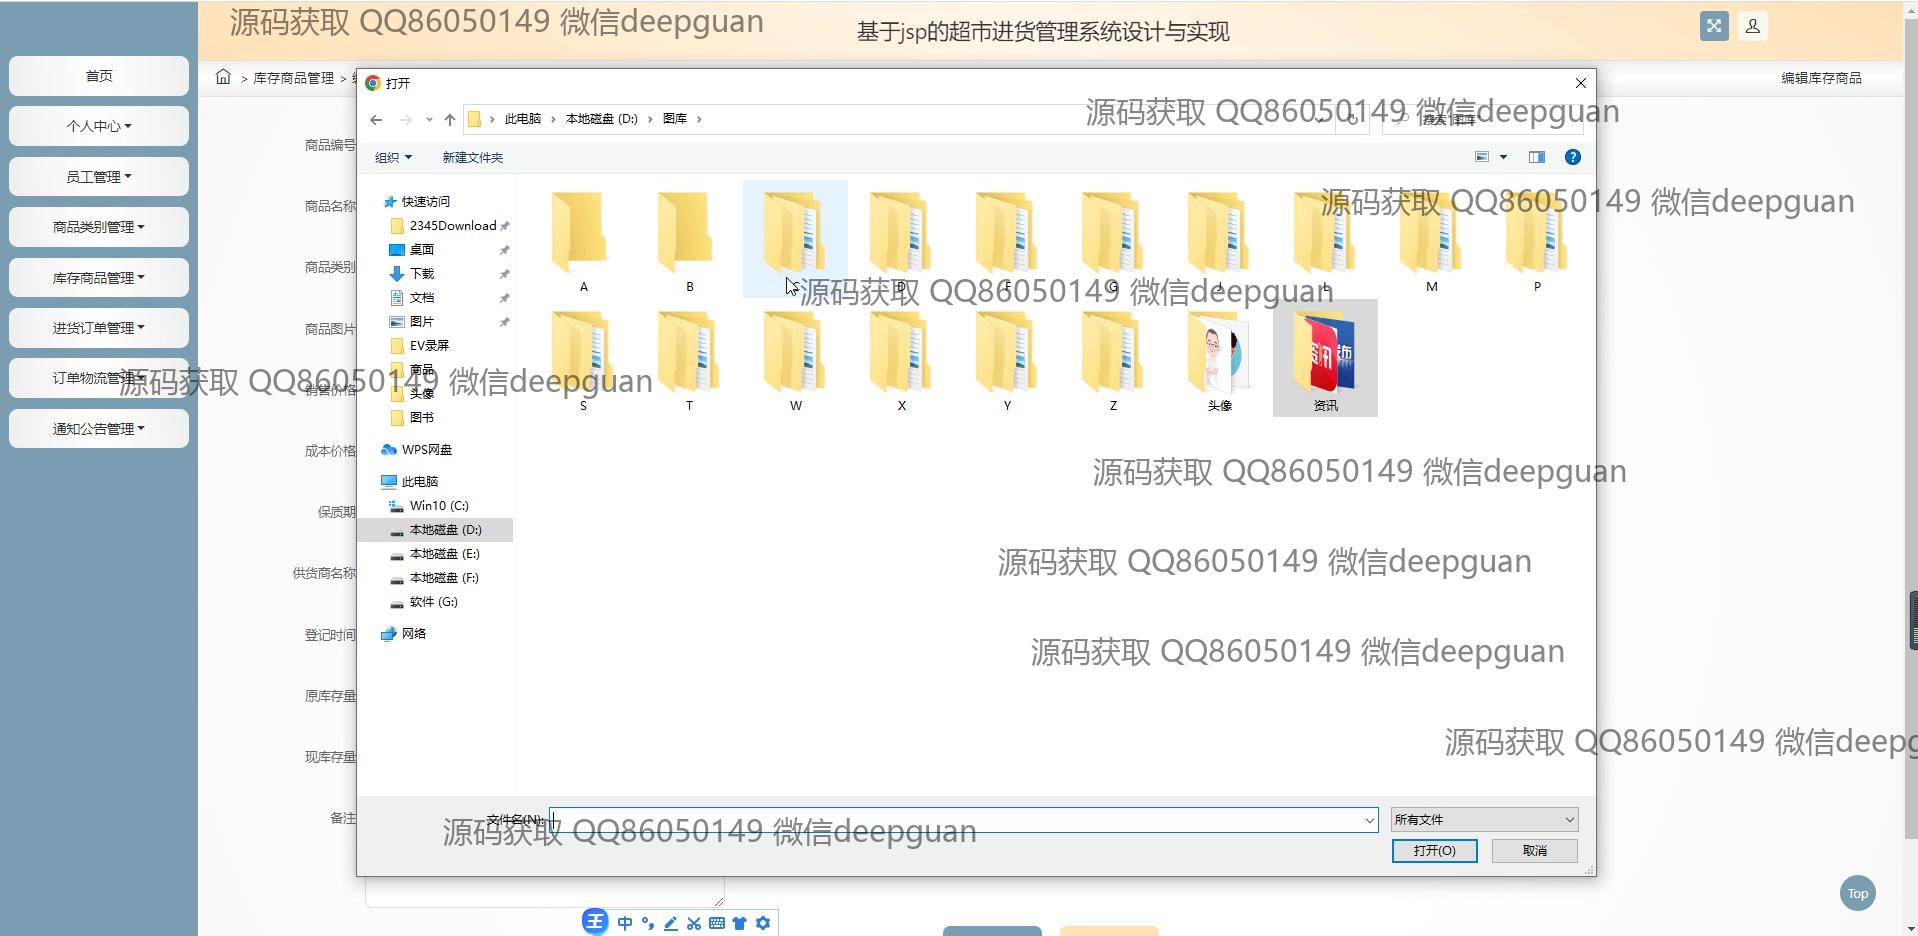 源码获取 QQ86050149 微信deepguan
基于jsp的超市进货管理系统设计与实现
首页
个人中心
员工管理
商品类别管理
库存商品管理
进货订单管理
订单物流管理
通知公告管理
> 库存商品管理 >
编辑库存商品
商品编号
商品名称
商品类别
商品图片
销售价格
成本价格
保质期
供货商名称
登记时间
原库存量
现库存量
备注
打开
此电脑 > 本地磁盘 (D:) > 图库 >
搜索"图库"
源码获取 QQ86050149 微信deepguan
组织 新建文件夹
快速访问
2345Download
桌面
下载
文档
图片
EV录屏
商品
头像
图书
WPS网盘
此电脑
Win10 (C:)
本地磁盘 (D:)
本地磁盘 (E:)
本地磁盘 (F:)
软件 (G:)
网络
源码获取 QQ86050149 微信deepguan
A B C D F G J L M P
源码获取 QQ86050149 微信deepguan
S T W X Y Z 头像 资讯
源码获取 QQ86050149 微信deepguan
源码获取 QQ86050149 微信deepguan
源码获取 QQ86050149 微信deepguan
源码获取 QQ86050149 微信deepguan
源码获取 QQ86050149 微信deepg
文件名(N):
所有文件
源码获取 QQ86050149 微信deepguan
打开(O) 取消
Top
王 中